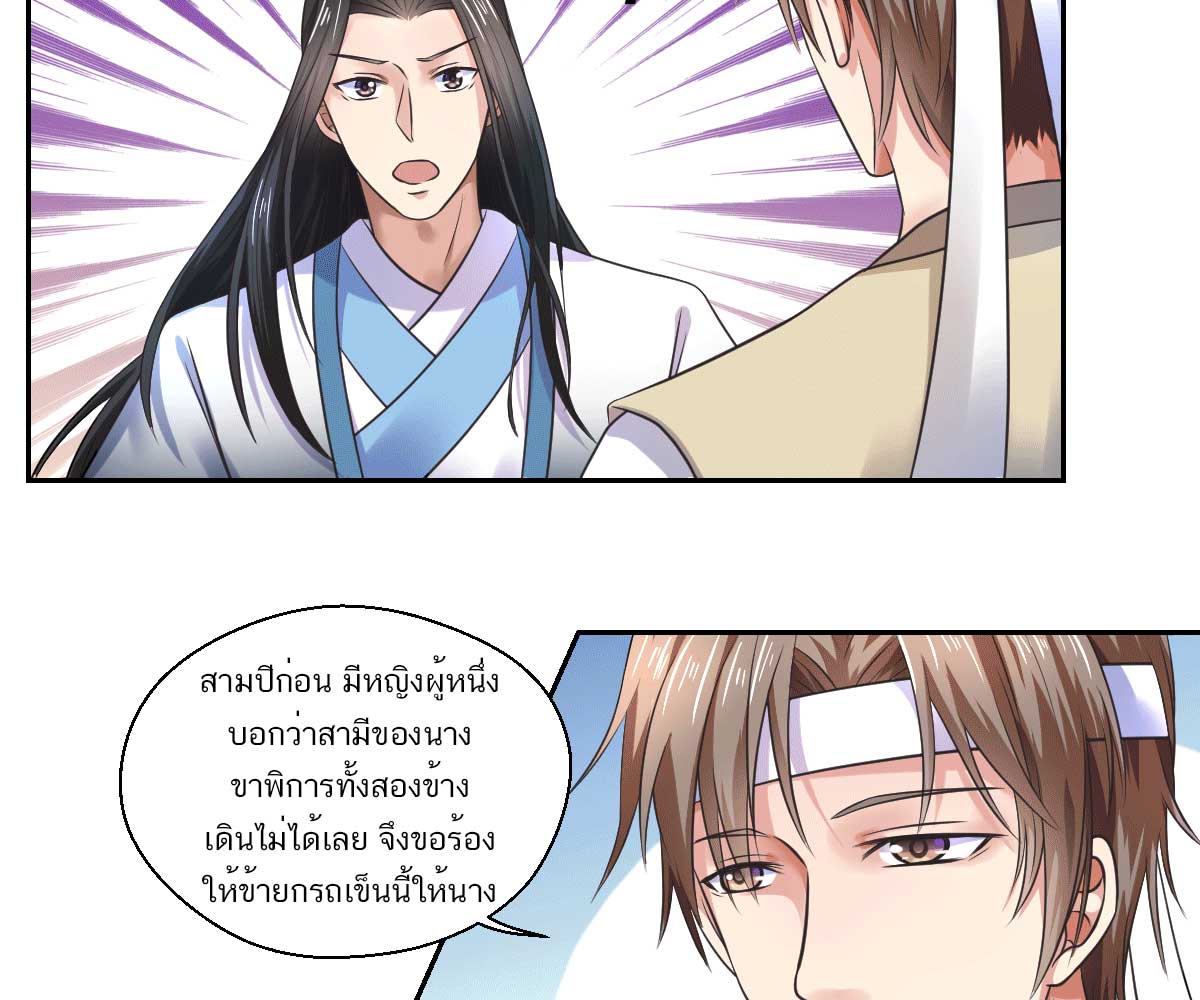 สามปีก่อน มีหญิงผู้หนึ่ง
บอกว่าสามีของนาง
ขาพิการทั้งสองข้าง
เดินไม่ได้เลย จึงขอร้อง
ให้ข้ายกรถเข็นนี้ให้นาง